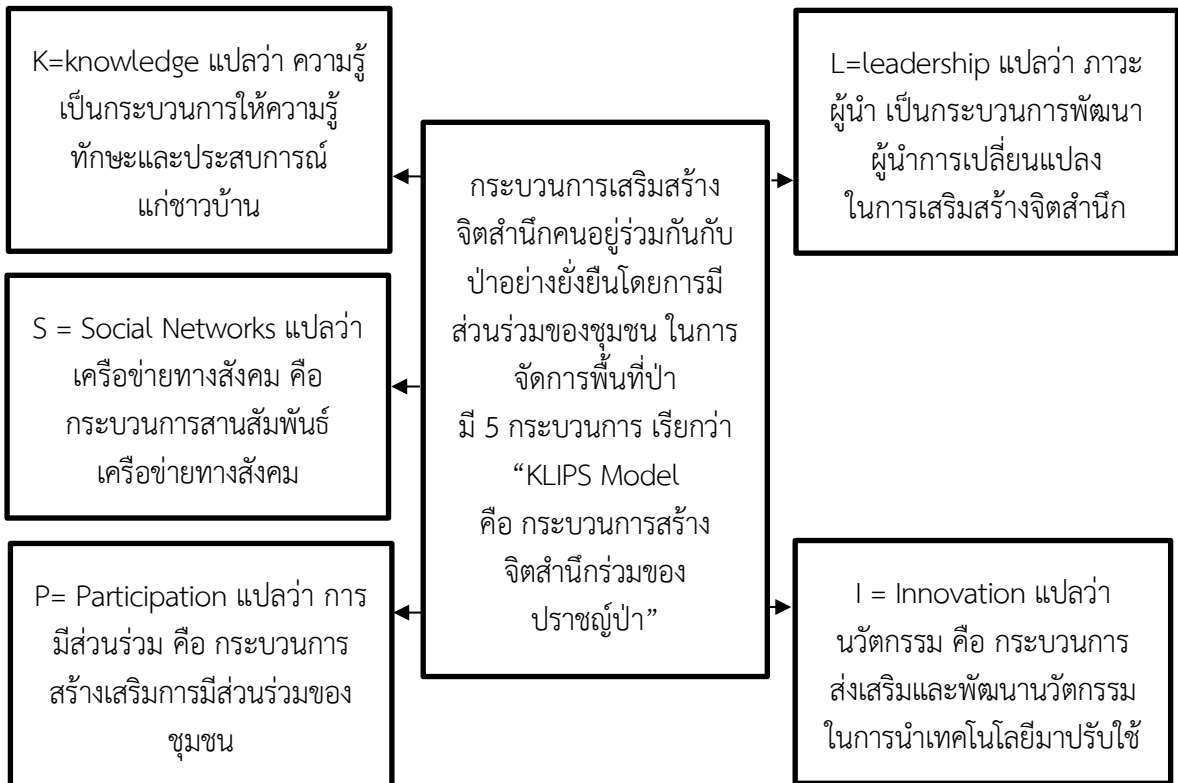 K=knowledge แปลว่า ความรู้
เป็นกระบวนการให้ความรู้
ทักษะและประสบการณ์
แก่ชาวบ้าน
L=leadership แปลว่า ภาวะ
ผู้นำ เป็นกระบวนการพัฒนา
ผู้นำการเปลี่ยนแปลง
ในการเสริมสร้างจิตสำนึก
กระบวนการเสริมสร้าง
จิตสำนึกคนอยู่ร่วมกันกับ
ป่าอย่างยั่งยืนโดยการมี
ส่วนร่วมของชุมชน ในการ
จัดการพื้นที่ป่า
มี 5 กระบวนการ เรียกว่า
“KLIPS Model
คือ กระบวนการสร้าง
จิตสำนึกร่วมของ
ปราชญ์ป่า”
S = Social Networks แปลว่า
เครือข่ายทางสังคม คือ
กระบวนการสานสัมพันธ์
เครือข่ายทางสังคม
P= Participation แปลว่า การ
มีส่วนร่วม คือ กระบวนการ
สร้างเสริมการมีส่วนร่วมของ
ชุมชน
I = Innovation แปลว่า
นวัตกรรม คือ กระบวนการ
ส่งเสริมและพัฒนานวัตกรรม
ในการนำเทคโนโลยีมาปรับใช้